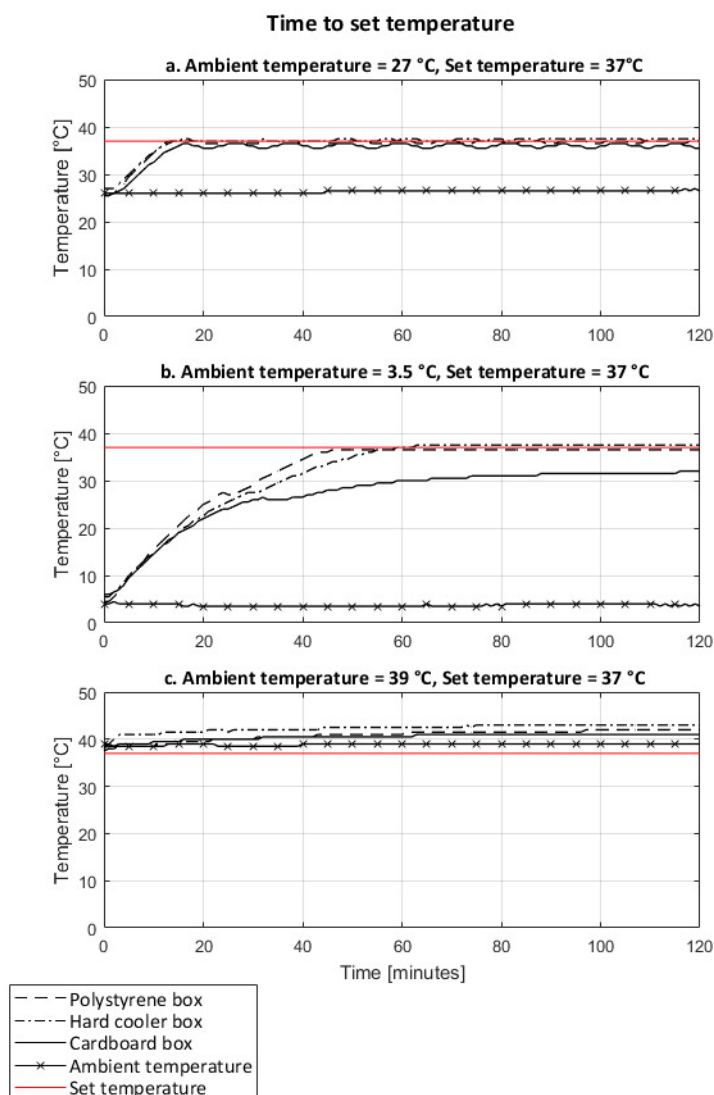 Time to set temperature
a. Ambient temperature = 27 °C, Set temperature = 37°C
50
40
30
20
10
0
Temperature [°C]
0 20 40 60 80 100 120
b. Ambient temperature = 3.5 °C, Set temperature = 37 °C
50
40
30
20
10
0
Temperature [°C]
0 20 40 60 80 100 120
c. Ambient temperature = 39 °C, Set temperature = 37 °C
50
40
30
20
10
0
Temperature [°C]
0 20 40 60 80 100 120
Time [minutes]
Polystyrene box
Hard cooler box
Cardboard box
Ambient temperature
Set temperature